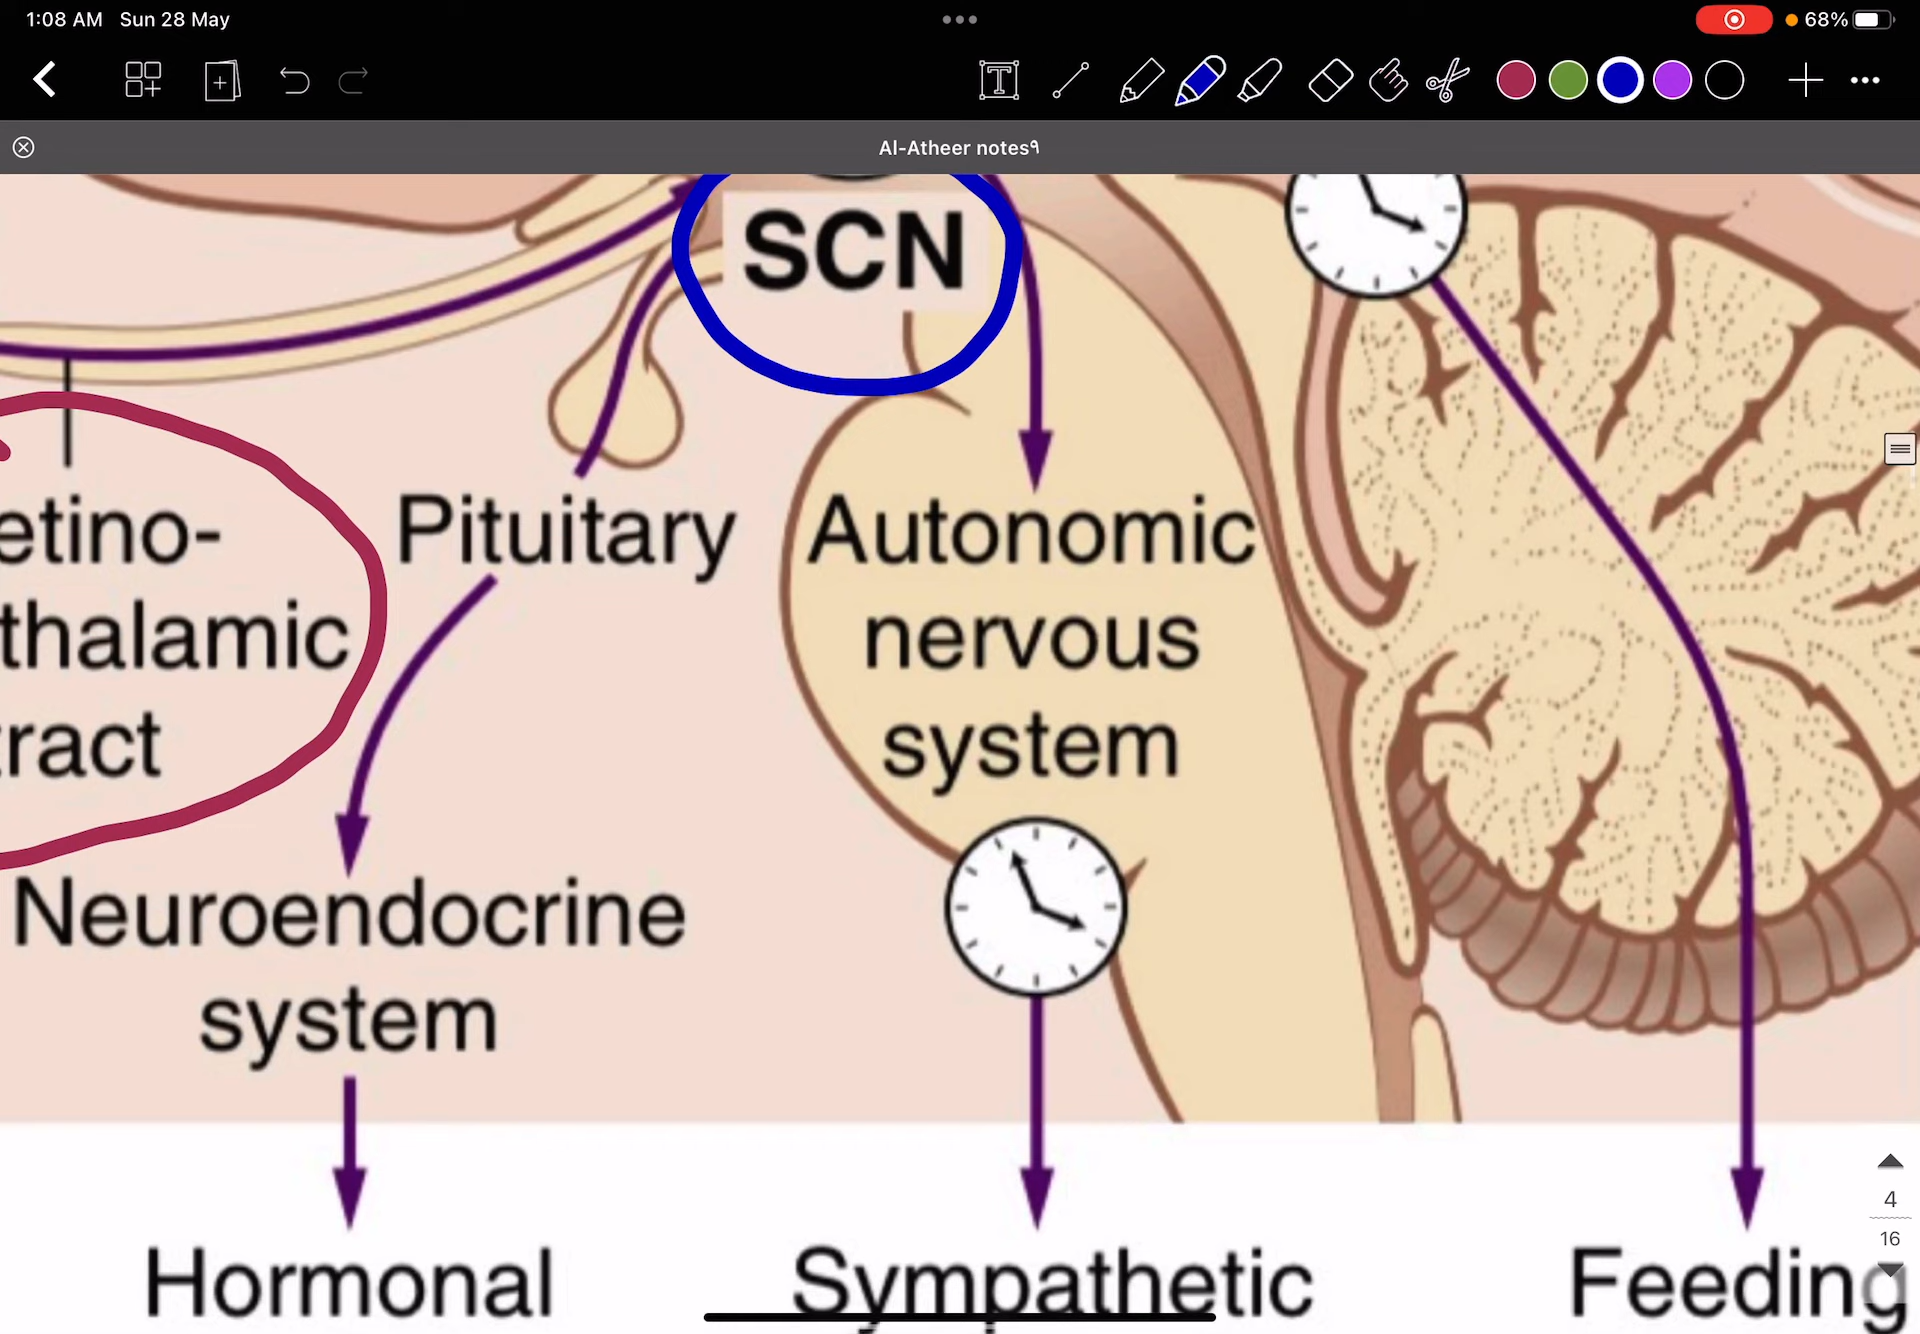 1:08 AM Sun 28 May
68%
T
Al-Atheer notes٩
SCN
etino-
thalamic
ract
Pituitary
Autonomic
nervous
system
Neuroendocrine
system
Hormonal
Sympathetic
Feeding
4
16